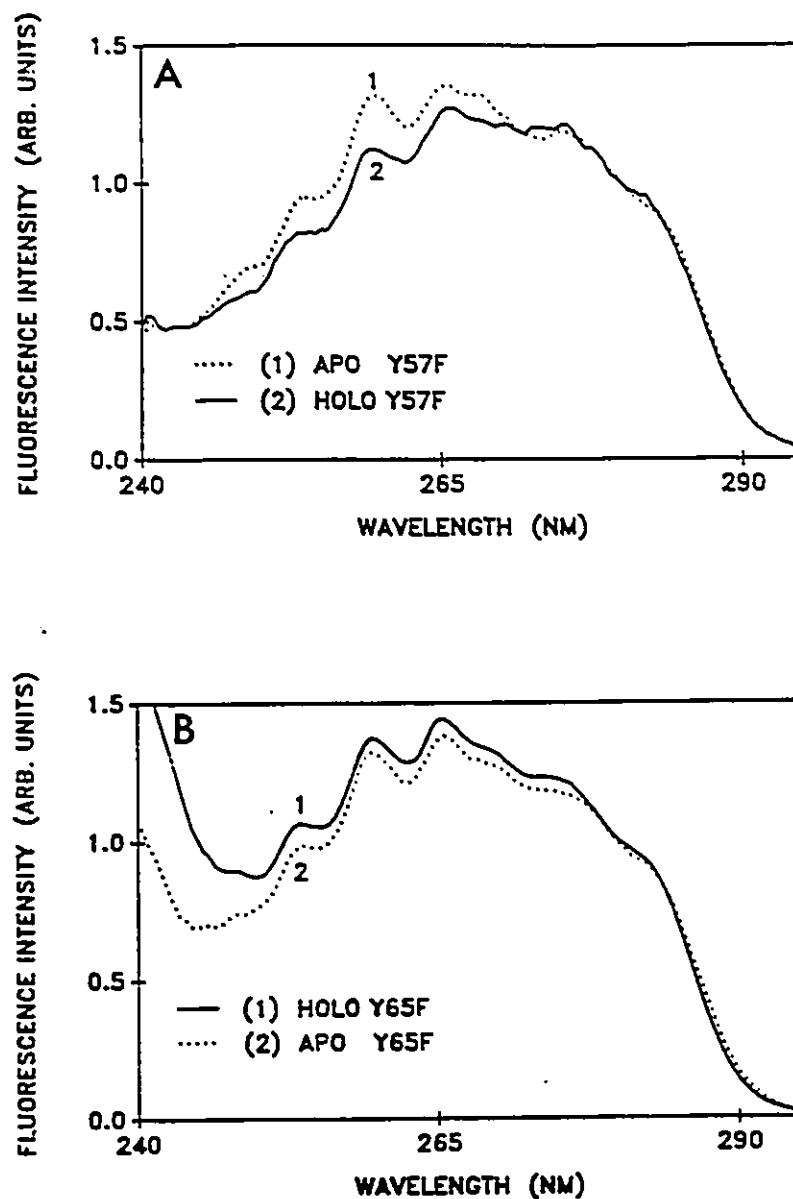 FLUORESCENCE INTENSITY (ARB. UNITS)
1.5
1.0
0.5
0.0
A
1
2
(1) APO Y57F
(2) HOLO Y57F
240
265
290
WAVELENGTH (NM)
FLUORESCENCE INTENSITY (ARB. UNITS)
1.5
1.0
0.5
0.0
B
1
2
(1) HOLO Y65F
(2) APO Y65F
240
265
290
WAVELENGTH (NM)